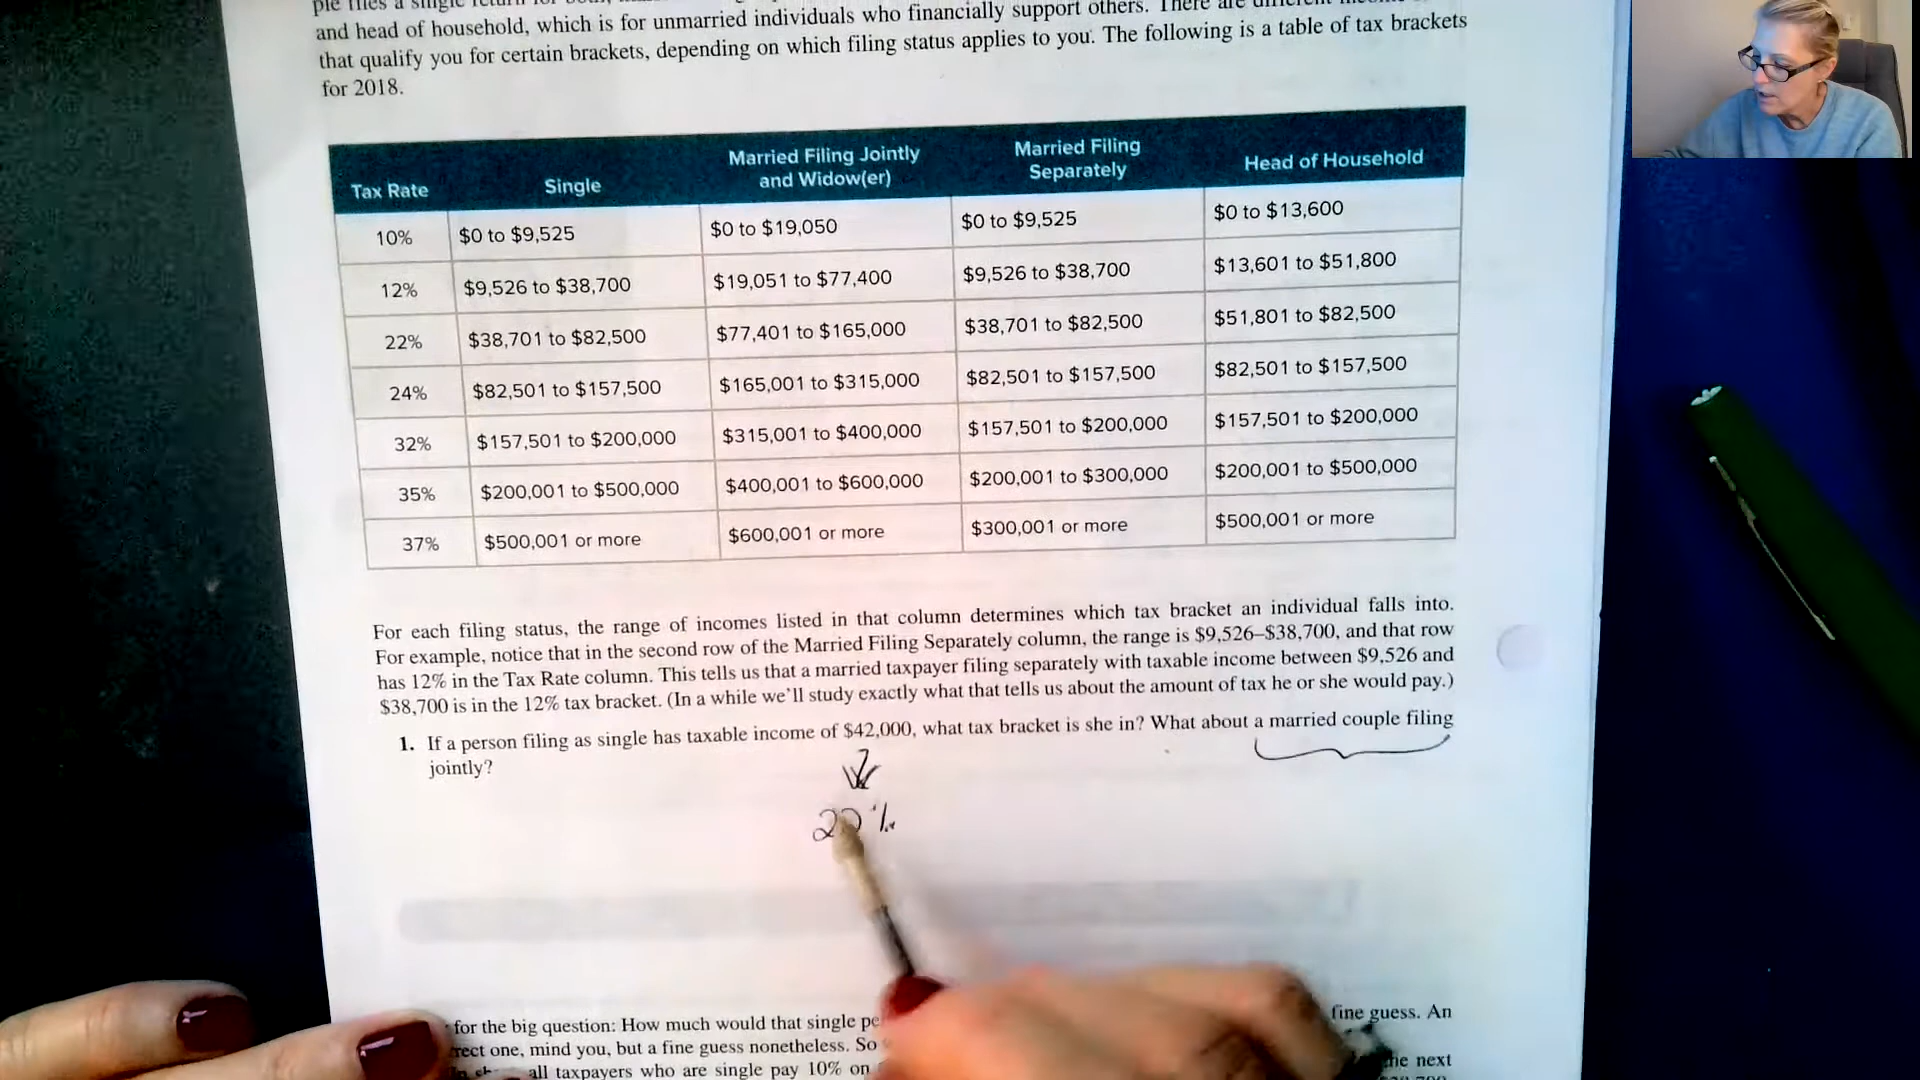 and head of household, which is for unmarried individuals who financially support others. There are different income
that qualify you for certain brackets, depending on which filing status applies to you. The following is a table of tax brackets
for 2018.
Tax Rate Single Married Filing Jointly and Widow(er) Married Filing Separately Head of Household
10% $0 to $9,525 $0 to $19,050 $0 to $9,525 $0 to $13,600
12% $9,526 to $38,700 $19,051 to $77,400 $9,526 to $38,700 $13,601 to $51,800
22% $38,701 to $82,500 $77,401 to $165,000 $38,701 to $82,500 $51,801 to $82,500
24% $82,501 to $157,500 $165,001 to $315,000 $82,501 to $157,500 $82,501 to $157,500
32% $157,501 to $200,000 $315,001 to $400,000 $157,501 to $200,000 $157,501 to $200,000
35% $200,001 to $500,000 $400,001 to $600,000 $200,001 to $300,000 $200,001 to $500,000
37% $500,001 or more $600,001 or more $300,001 or more $500,001 or more
For each filing status, the range of incomes listed in that column determines which tax bracket an individual falls into.
For example, notice that in the second row of the Married Filing Separately column, the range is $9,526–$38,700, and that row
has 12% in the Tax Rate column. This tells us that a married taxpayer filing separately with taxable income between $9,526 and
$38,700 is in the 12% tax bracket. (In a while we'll study exactly what that tells us about the amount of tax he or she would pay.)
1. If a person filing as single has taxable income of $42,000, what tax bracket is she in? What about a married couple filing
jointly?
22%
for the big question: How much would that single fine guess. An
one, mind you, but a fine guess nonetheless. So next
all taxpayers who are single pay 10% on